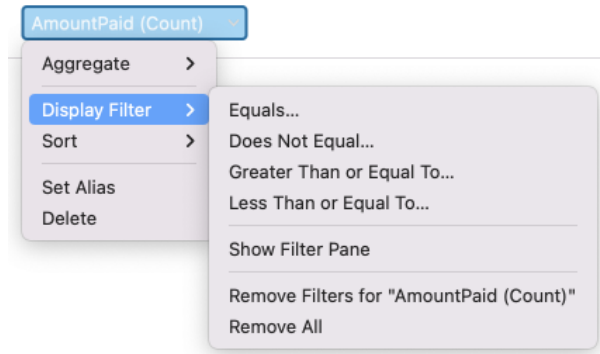 AmountPaid (Count)
Aggregate
Display Filter
Sort
Set Alias
Delete
Equals...
Does Not Equal...
Greater Than or Equal To...
Less Than or Equal To...
Show Filter Pane
Remove Filters for "AmountPaid (Count)"
Remove All